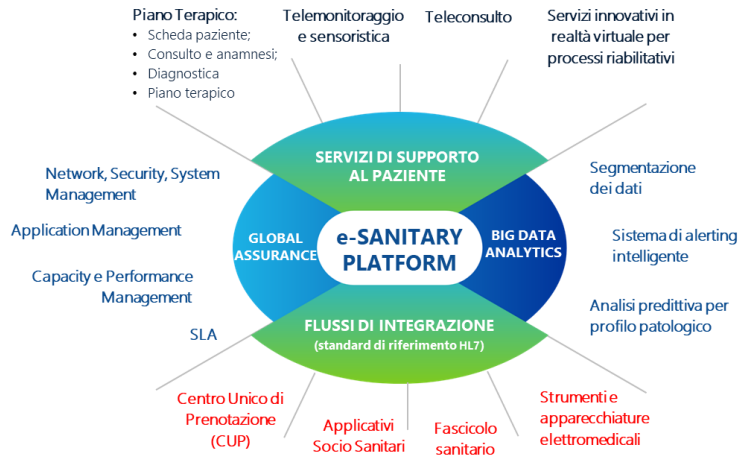 Piano Terapico:
• Scheda paziente;
• Consulto e anamnesi;
• Diagnostica
• Piano terapico
Telemonitoraggio
e sensoristica
Teleconsulto
Servizi innovativi in
realtà virtuale per
processi riabilitativi
SERVIZI DI SUPPORTO
AL PAZIENTE
Network, Security, System
Management
Application Management
Capacity e Performance
Management
SLA
GLOBAL
ASSURANCE
e-SANITARY
PLATFORM
BIG DATA
ANALYTICS
Segmentazione
dei dati
Sistema di alerting
intelligente
Analisi predittiva per
profilo patologico
FLUSSI DI INTEGRAZIONE
(standard di riferimento HL7)
Centro Unico di
Prenotazione
(CUP)
Applicativi
Socio Sanitari
Fascicolo
sanitario
Strumenti e
apparecchiature
elettromedicali